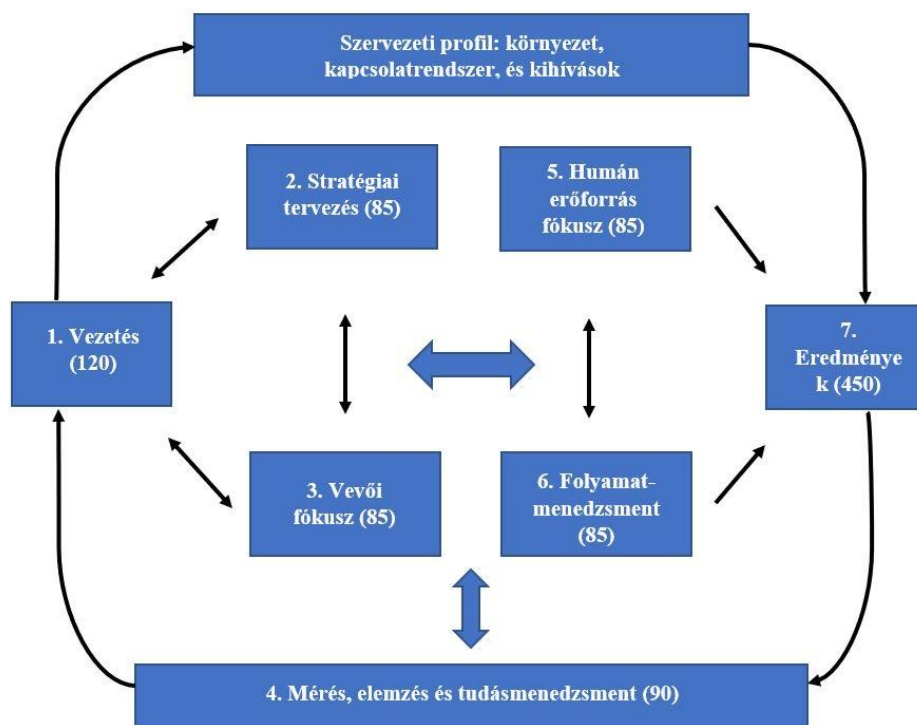 Szervezeti profil: környezet,
kapcsolatrendszer, és kihívások
2. Stratégiai
tervezés (85)
5. Humán
erőforrás
fókusz (85)
1. Vezetés
(120)
7.
Eredménye
k (450)
3. Vevői
fókusz (85)
6. Folyamat-
menedzsment
(85)
4. Mérés, elemzés és tudásmenedzsment (90)